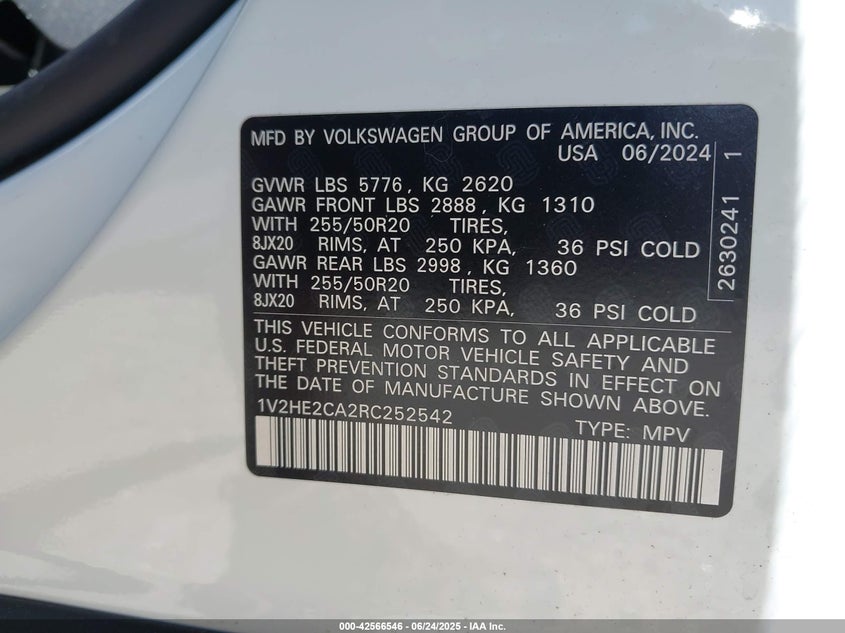 MFD BY VOLKSWAGEN GROUP OF AMERICA, INC.
USA 06/2024
GVWR LBS 5776, KG 2620
GAWR FRONT LBS 2888, KG 1310
WITH 255/50R20 TIRES,
8JX20 RIMS, AT 250 KPA, 36 PSI COLD
GAWR REAR LBS 2998, KG 1360
WITH 255/50R20 TIRES,
8JX20 RIMS, AT 250 KPA, 36 PSI COLD
2630241 1
THIS VEHICLE CONFORMS TO ALL APPLICABLE
U.S. FEDERAL MOTOR VEHICLE SAFETY AND
THEFT PREVENTION STANDARDS IN EFFECT ON
THE DATE OF MANUFACTURE SHOWN ABOVE.
1V2HE2CA2RC252542
TYPE: MPV
000-42566546 - 06/24/2025 - IAA Inc.